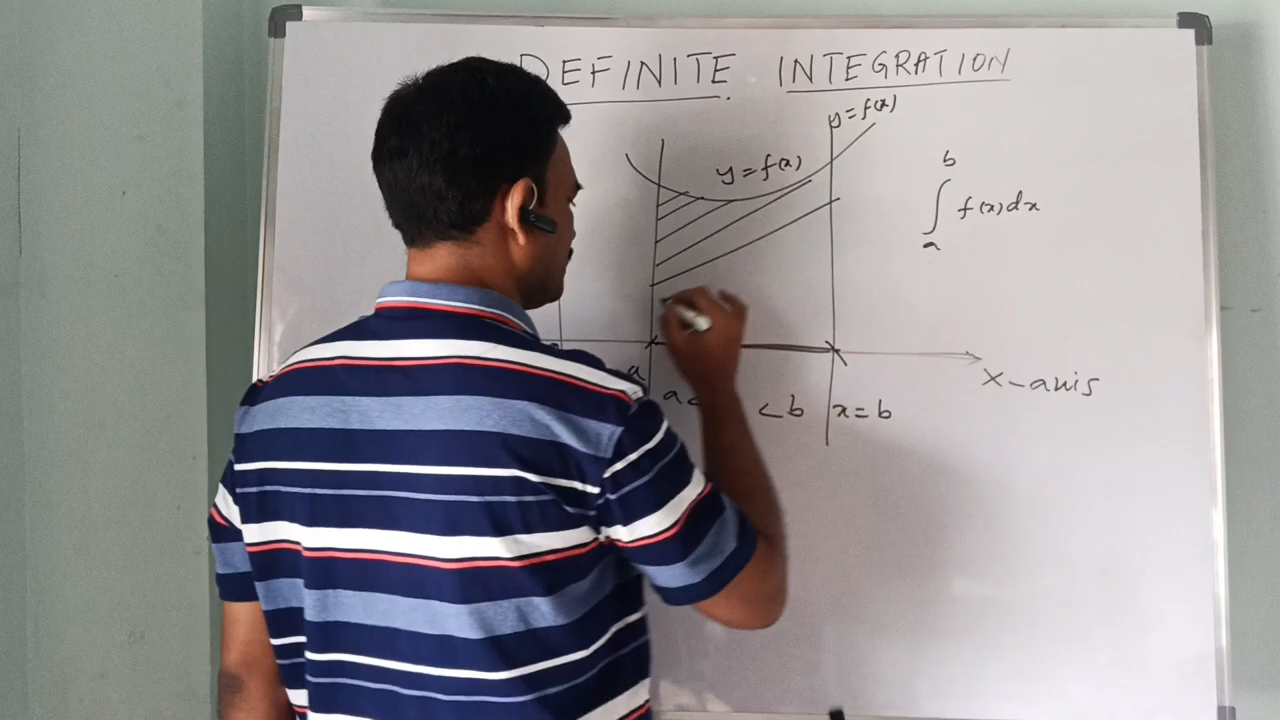 DEFINITE INTEGRATION
y = f(x)
y = f(x)
b
∫ f(x) dx
a
a
X-axis
a<
<b
x = b